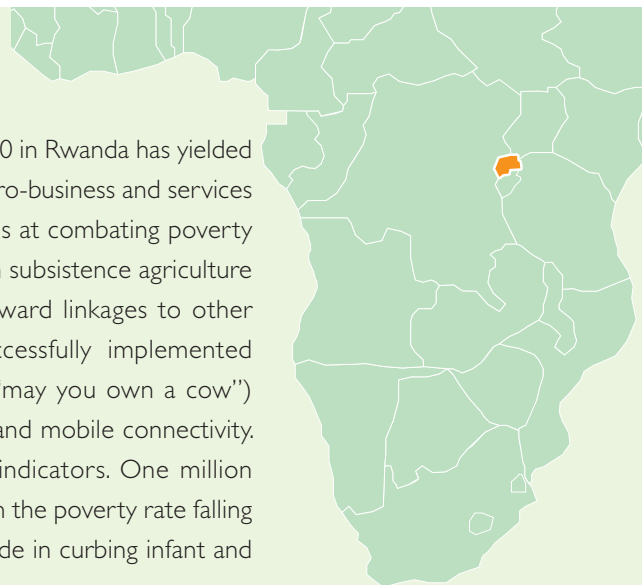 0 in Rwanda has yielded
ro-business and services
s at combating poverty
subsistence agriculture
ward linkages to other
ccessfully implemented
"may you own a cow")
and mobile connectivity.
indicators. One million
the poverty rate falling
de in curbing infant and